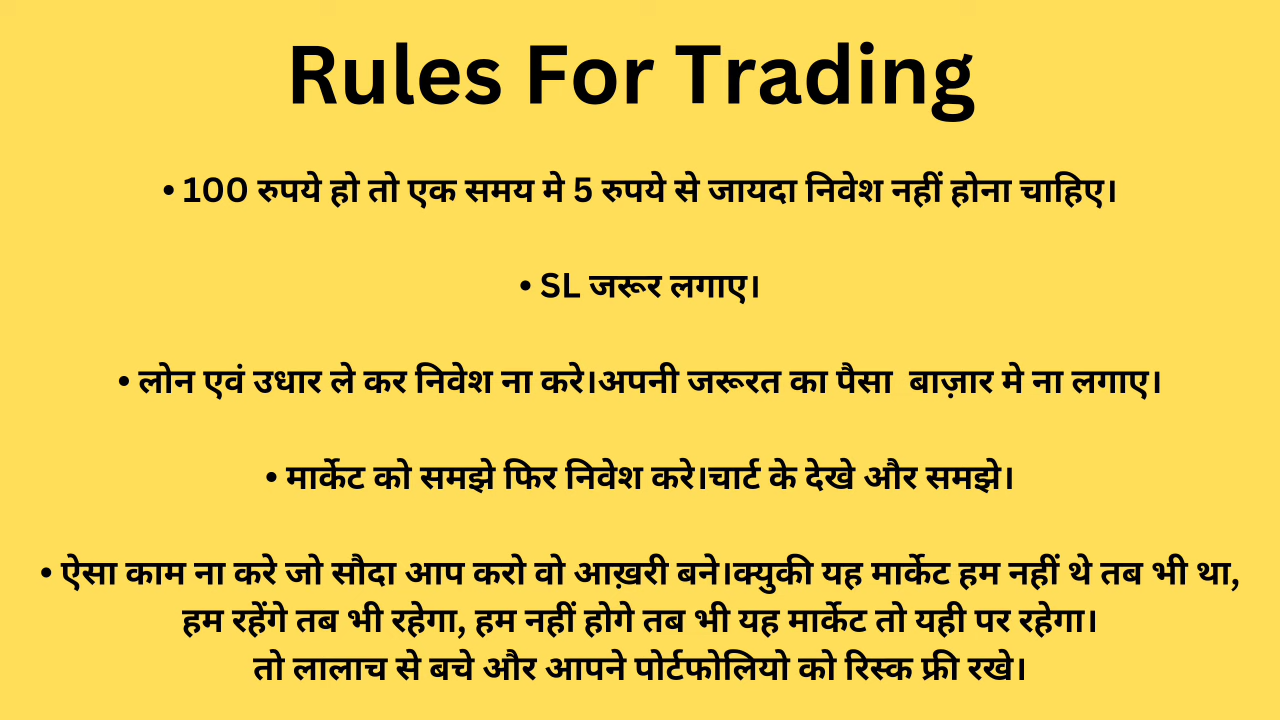 Rules For Trading
• 100 रुपये हो तो एक समय मे 5 रुपये से जायदा निवेश नहीं होना चाहिए।
• SL जरूर लगाए।
• लोन एवं उधार ले कर निवेश ना करे।अपनी जरूरत का पैसा  बाज़ार मे ना लगाए।
• मार्केट को समझे फिर निवेश करे।चार्ट के देखे और समझे।
• ऐसा काम ना करे जो सौदा आप करो वो आख़री बने।क्युकी यह मार्केट हम नहीं थे तब भी था,
हम रहेंगे तब भी रहेगा, हम नहीं होगे तब भी यह मार्केट तो यही पर रहेगा।
तो लालाच से बचे और आपने पोर्टफोलियो को रिस्क फ्री रखे।